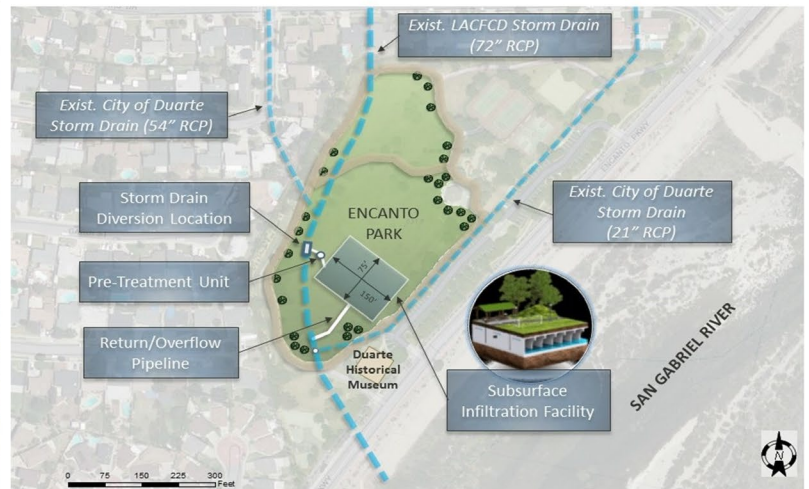 Exist. LACFCD Storm Drain
(72" RCP)
Exist. City of Duarte
Storm Drain (54" RCP)
ENCANTO PARK
Storm Drain
Diversion Location
Exist. City of Duarte
Storm Drain
(21" RCP)
ENCANTO
PARK
Pre-Treatment Unit
75'
150'
Return/Overflow
Pipeline
Duarte
Historical
Museum
Subsurface
Infiltration Facility
SAN GABRIEL RIVER
0 75 150 225 300
Feet
N